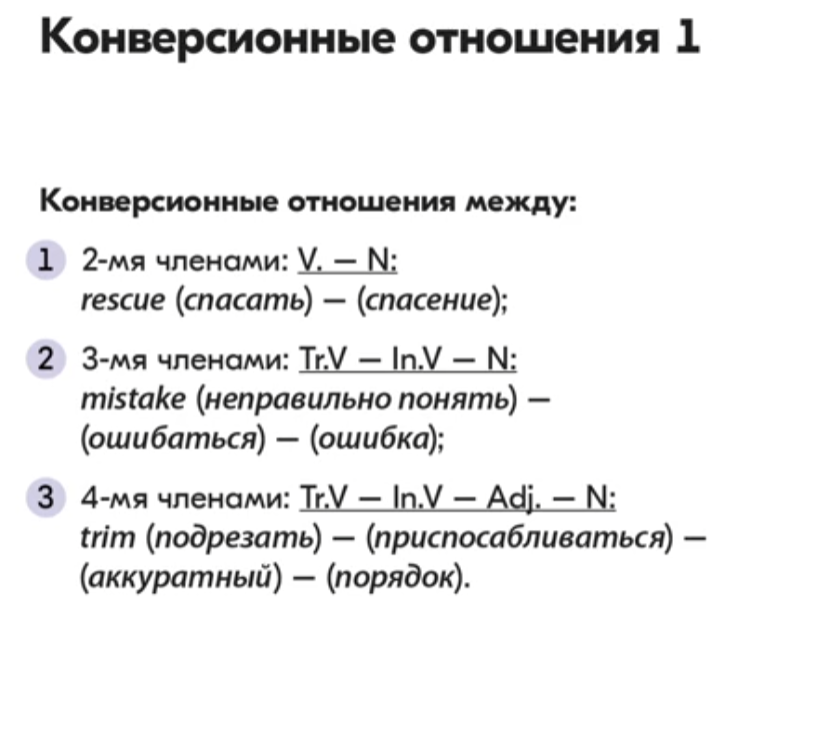 Конверсионные отношения 1
Конверсионные отношения между:
1 2-мя членами: V. – N:
rescue (спасать) – (спасение);
2 3-мя членами: Tr.V – In.V – N:
mistake (неправильно понять) –
(ошибаться) – (ошибка);
3 4-мя членами: Tr.V – In.V – Adj. – N:
trim (подрезать) – (приспосабливаться) –
(аккуратный) – (порядок).